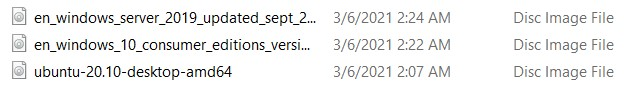 en_windows_server_2019_updated_sept_2... 3/6/2021 2:24 AM Disc Image File
en_windows_10_consumer_editions_versi... 3/6/2021 2:22 AM Disc Image File
ubuntu-20.10-desktop-amd64 3/6/2021 2:07 AM Disc Image File